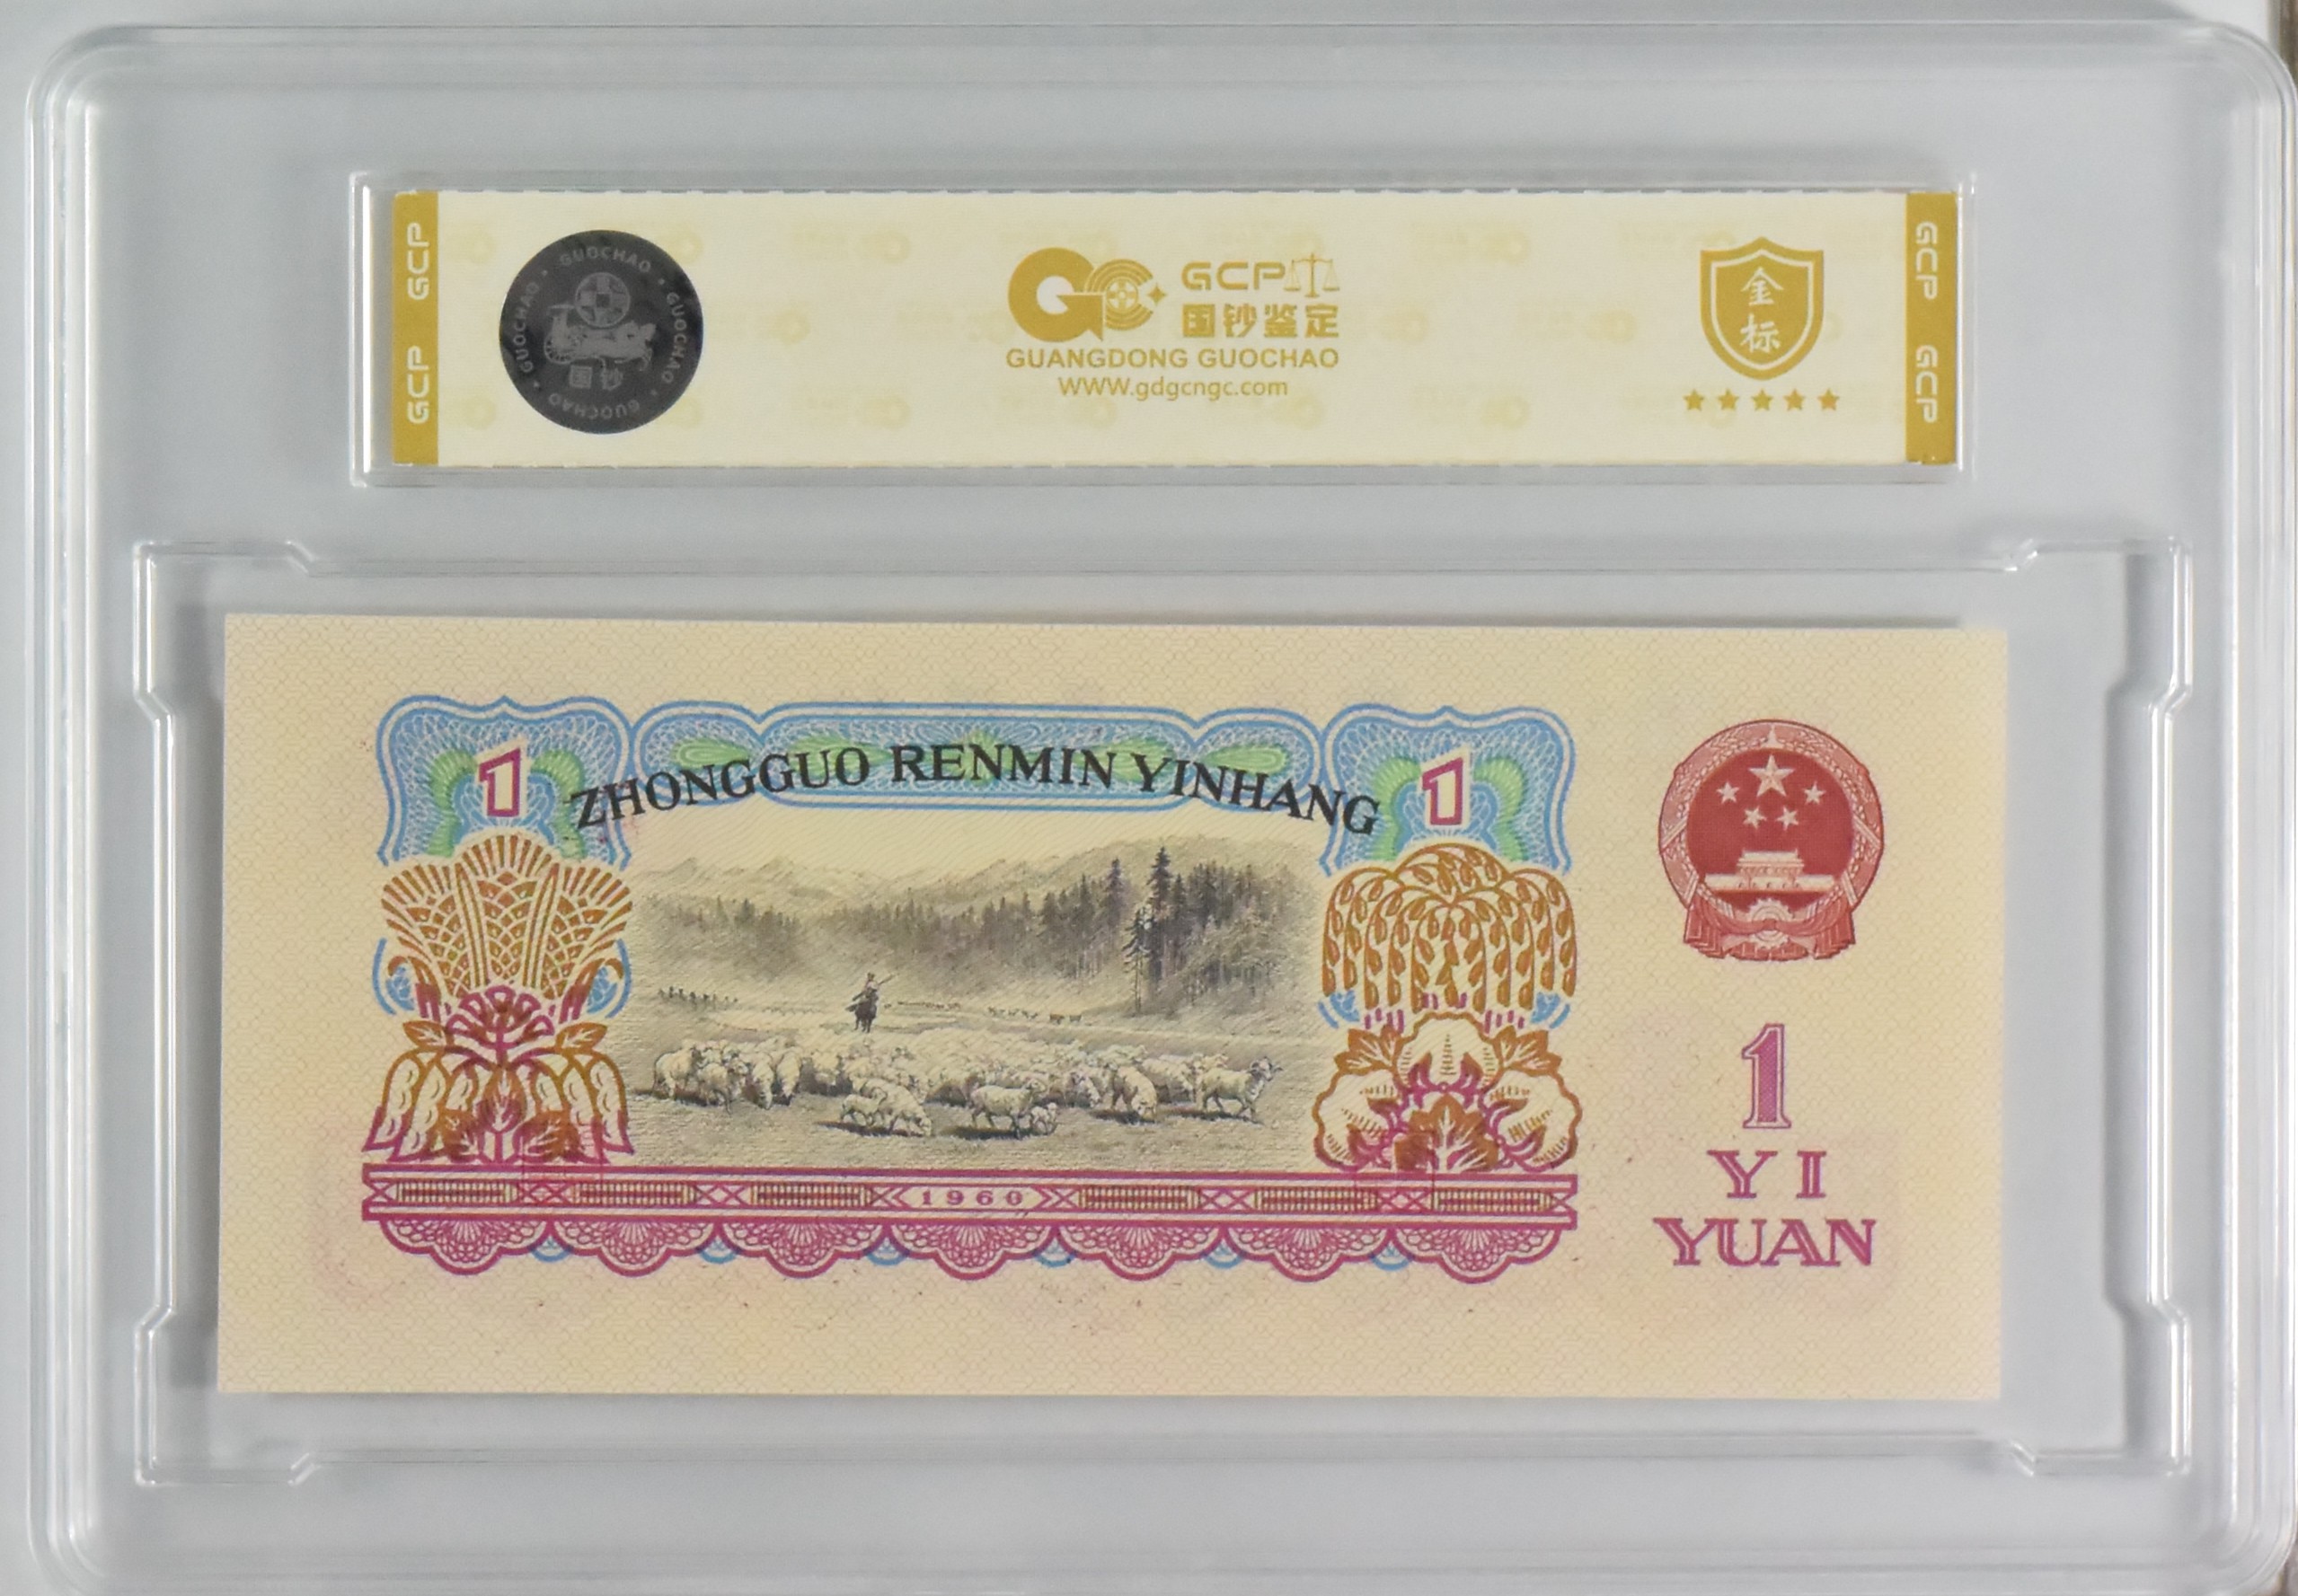 GCP GCP
GUOCHAO · GUOCHAO · GUOCHAO · GUOCHAO
国钞
GCP
国钞鉴定
GUANGDONG GUOCHAO
WWW.gdgcngc.com
金
标
GCP GCP
1
ZHONGGUO RENMIN YINHANG
1
1960
1
YI
YUAN